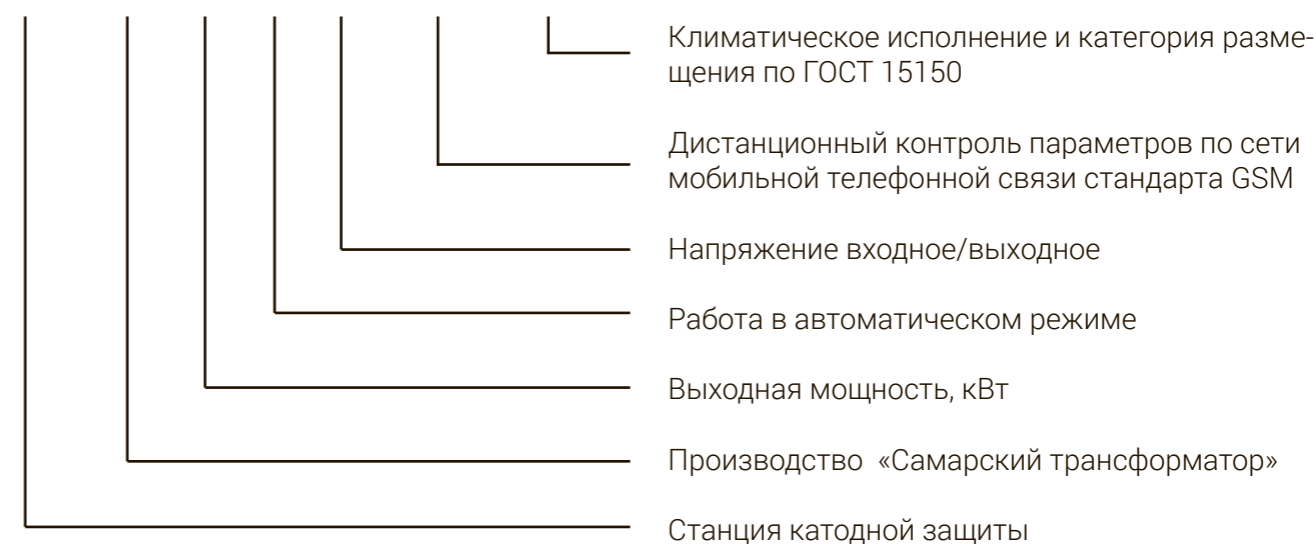 Климатическое исполнение и категория разме-
щения по ГОСТ 15150
Дистанционный контроль параметров по сети
мобильной телефонной связи стандарта GSM
Напряжение входное/выходное
Работа в автоматическом режиме
Выходная мощность, кВт
Производство «Самарский трансформатор»
Станция катодной защиты